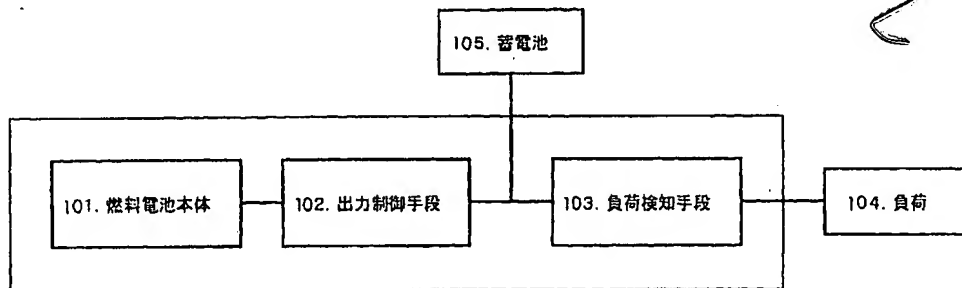 105. 蓄電池
101. 燃料電池本体
102. 出力制御手段
103. 負荷検知手段
104. 負荷